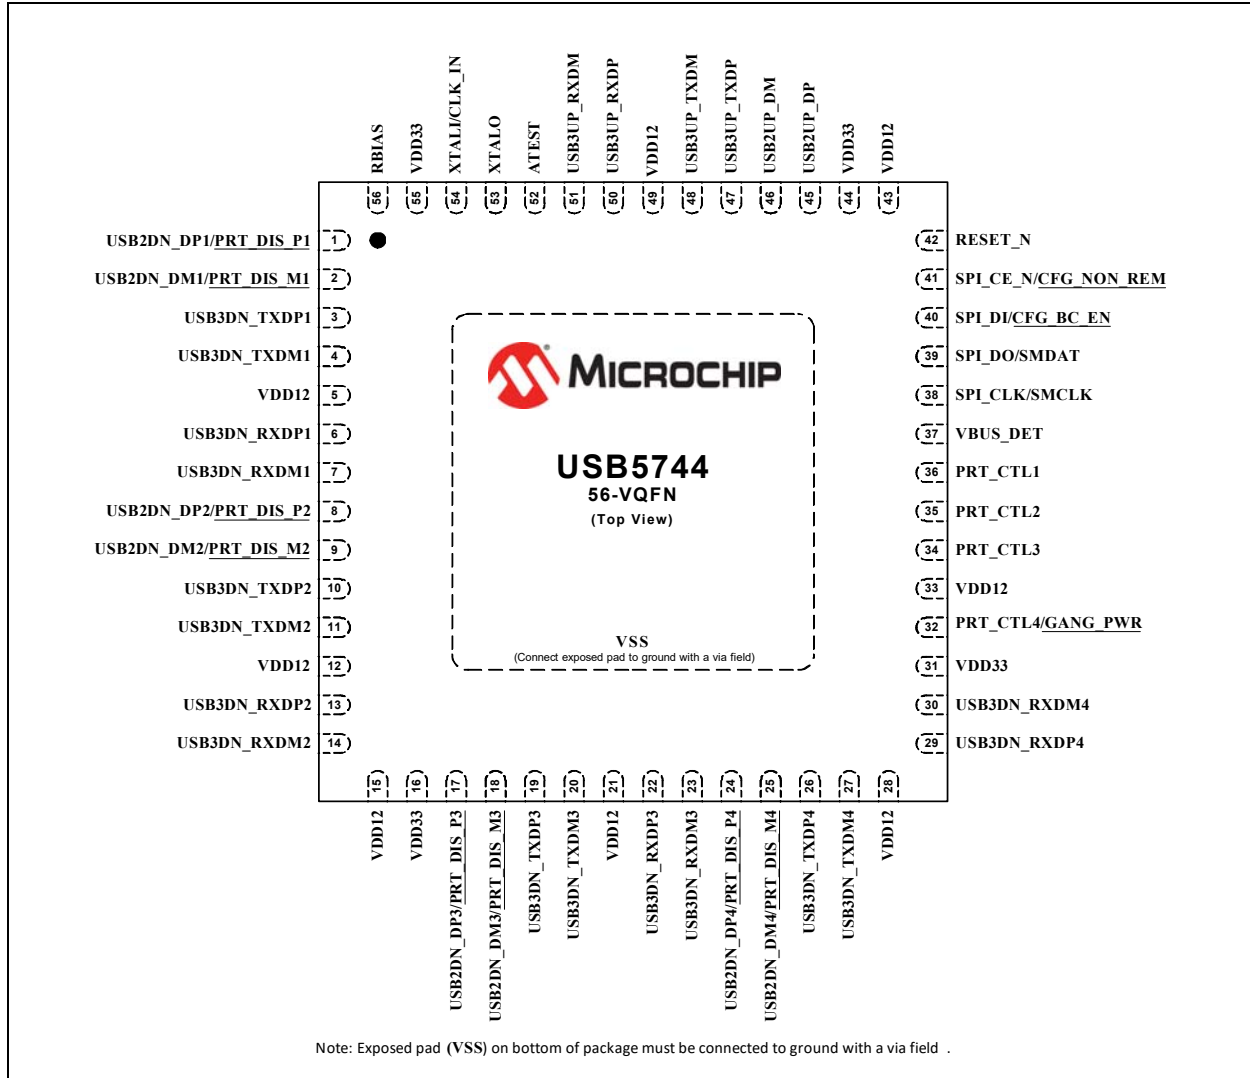 RBIAS
VDD33
XTALI/CLK_IN
XTALO
ATEST
USB3UP_RXDM
USB3UP_RXDP
VDD12
USB3UP_TXDM
USB3UP_TXDP
USB2UP_DM
USB2UP_DP
VDD33
VDD12
56
55
54
53
52
51
50
49
48
47
46
45
44
43
USB2DN_DP1/PRT_DIS_P1 1
USB2DN_DM1/PRT_DIS_M1 2
USB3DN_TXDP1 3
USB3DN_TXDM1 4
VDD12 5
USB3DN_RXDP1 6
USB3DN_RXDM1 7
USB2DN_DP2/PRT_DIS_P2 8
USB2DN_DM2/PRT_DIS_M2 9
USB3DN_TXDP2 10
USB3DN_TXDM2 11
VDD12 12
USB3DN_RXDP2 13
USB3DN_RXDM2 14
MICROCHIP ®
USB5744
56-VQFN
(Top View)
VSS
(Connect exposed pad to ground with a via field)
42 RESET_N
41 SPI_CE_N/CFG_NON_REM
40 SPI_DI/CFG_BC_EN
39 SPI_DO/SMDAT
38 SPI_CLK/SMCLK
37 VBUS_DET
36 PRT_CTL1
35 PRT_CTL2
34 PRT_CTL3
33 VDD12
32 PRT_CTL4/GANG_PWR
31 VDD33
30 USB3DN_RXDM4
29 USB3DN_RXDP4
15
16
17
18
19
20
21
22
23
24
25
26
27
28
VDD12
VDD33
USB2DN_DP3/PRT_DIS_P3
USB2DN_DM3/PRT_DIS_M3
USB3DN_TXDP3
USB3DN_TXDM3
VDD12
USB3DN_RXDP3
USB3DN_RXDM3
USB2DN_DP4/PRT_DIS_P4
USB2DN_DM4/PRT_DIS_M4
USB3DN_TXDP4
USB3DN_TXDM4
VDD12
Note: Exposed pad (VSS) on bottom of package must be connected to ground with a via field .